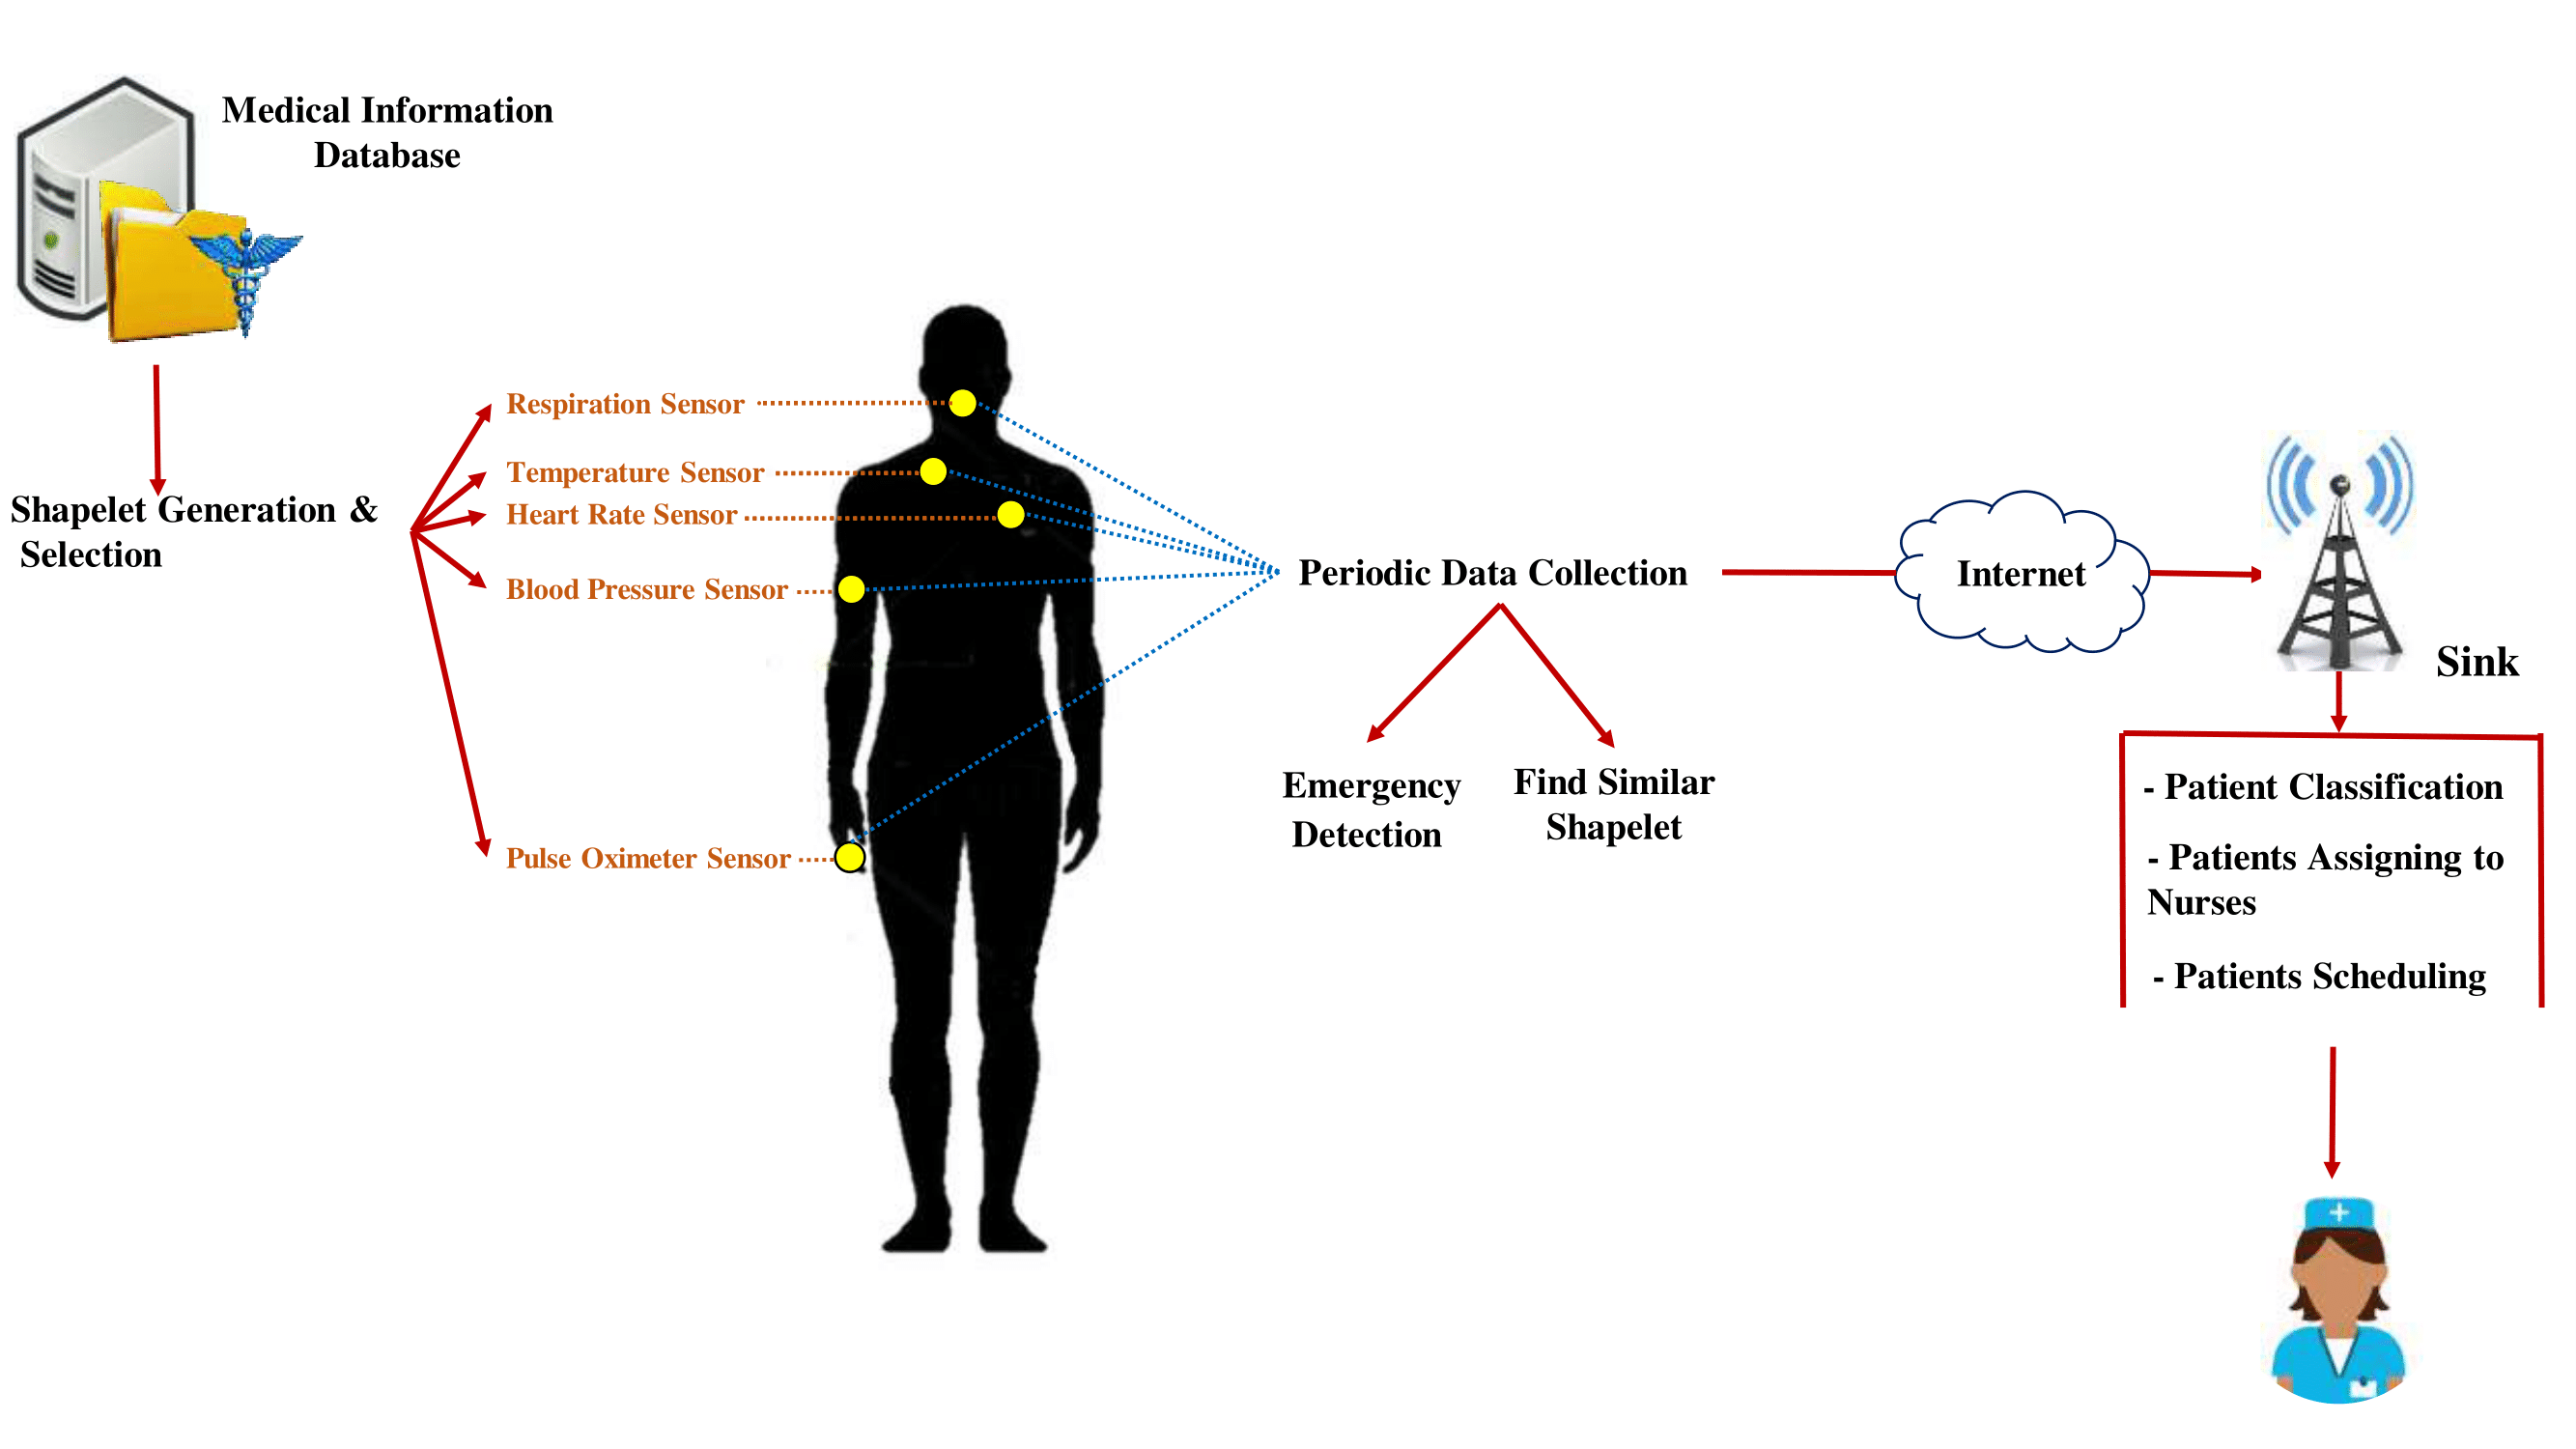 Medical Information
Database
Shapelet Generation &
Selection
Respiration Sensor
Temperature Sensor
Heart Rate Sensor
Blood Pressure Sensor
Pulse Oximeter Sensor
Periodic Data Collection
Emergency
Detection
Find Similar
Shapelet
Internet
Sink
- Patient Classification
- Patients Assigning to
Nurses
- Patients Scheduling